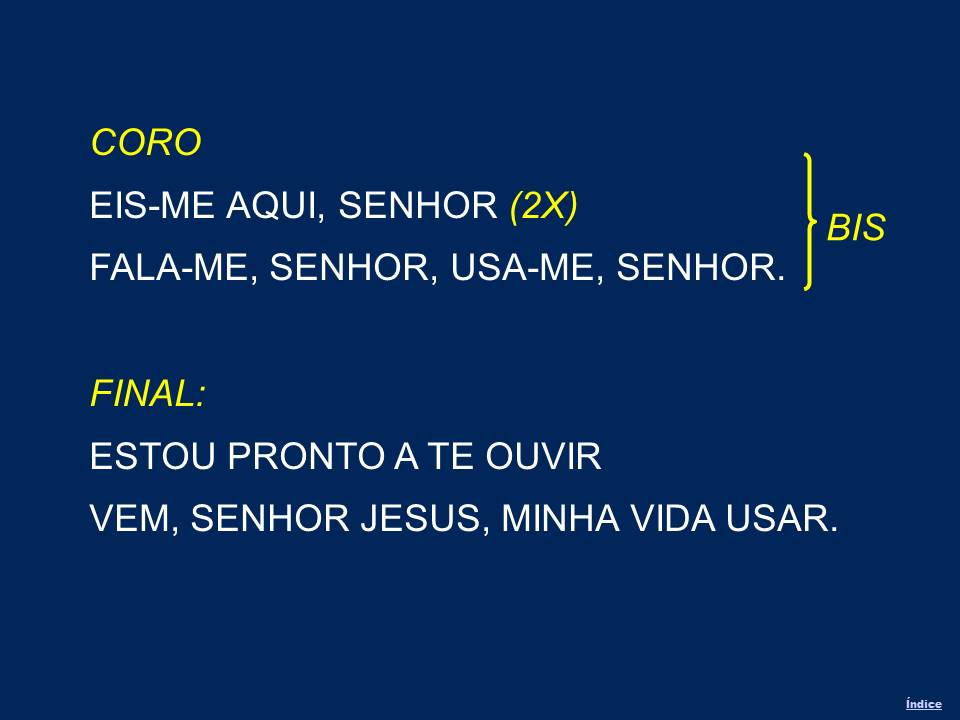 CORO
EIS-ME AQUI, SENHOR (2X)
BIS
FALA-ME, SENHOR, USA-ME, SENHOR.
FINAL:
ESTOU PRONTO A TE OUVIR
VEM, SENHOR JESUS, MINHA VIDA USAR.
Índice